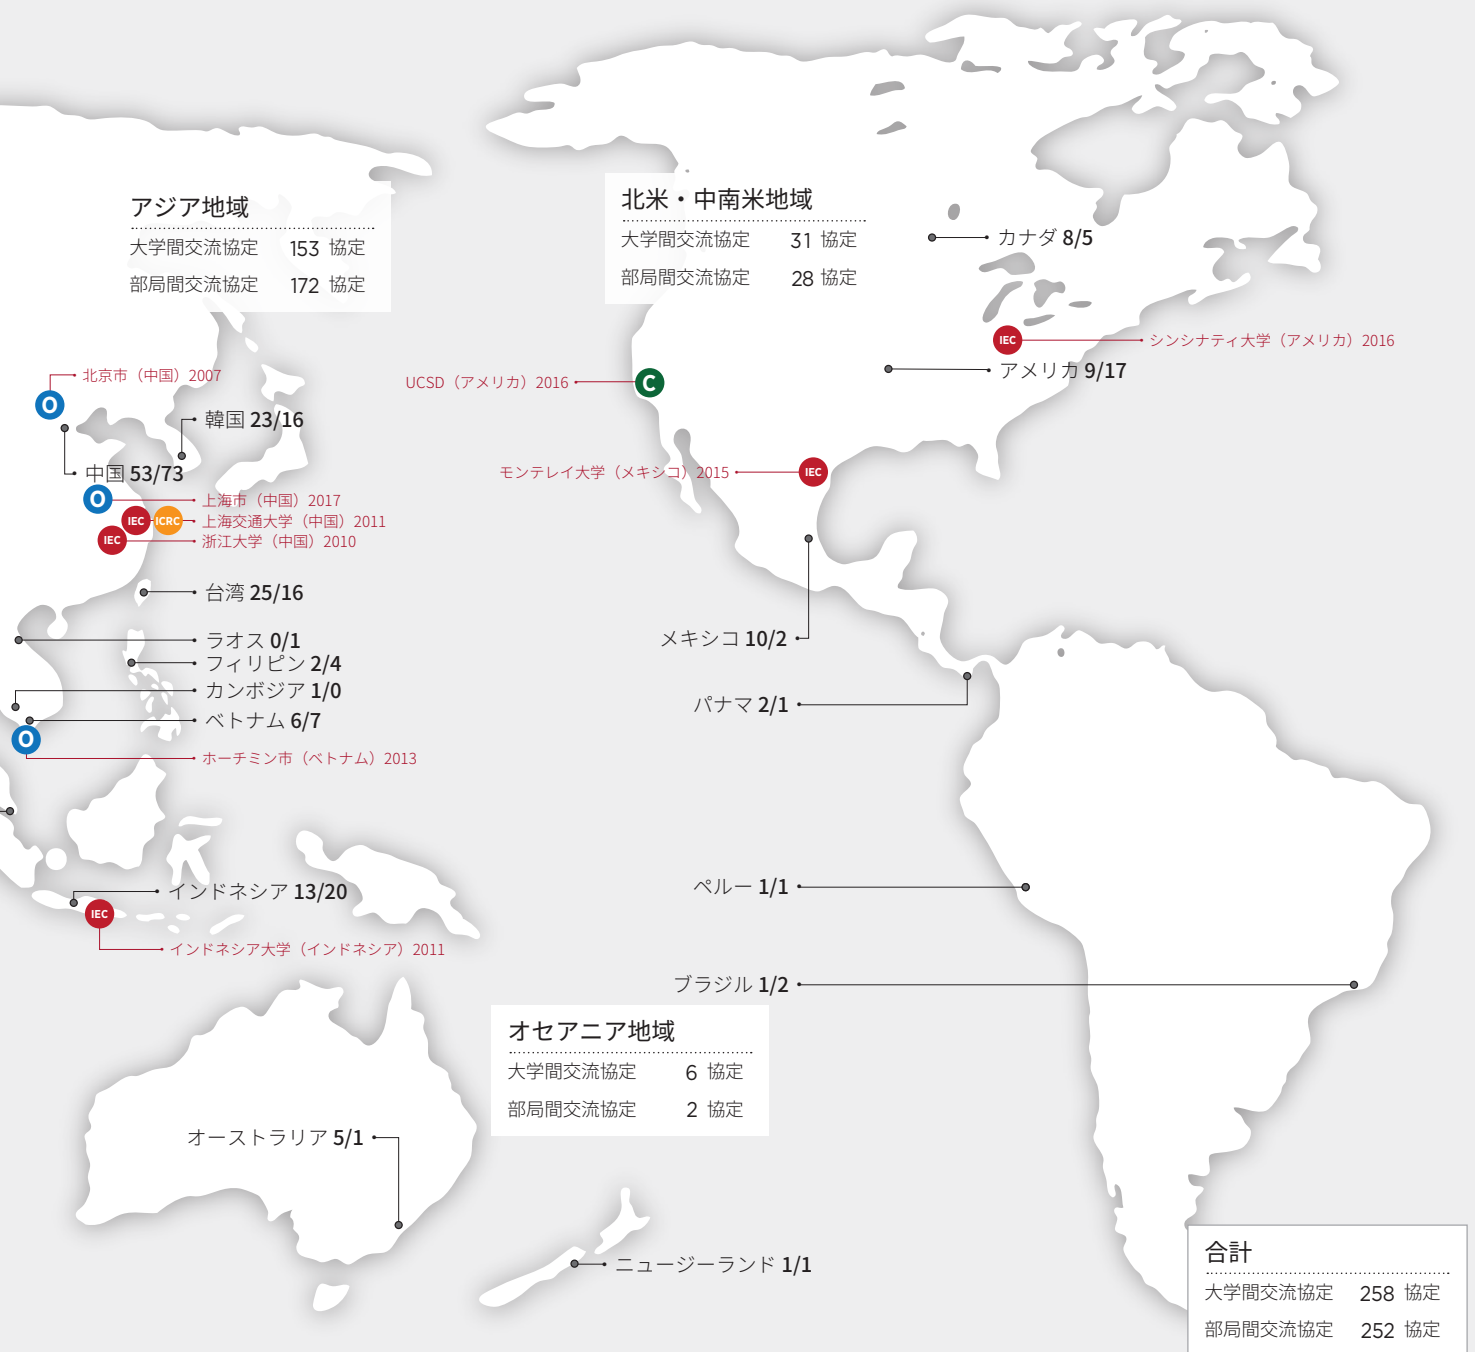 アジア地域
大学間交流協定 153 協定
部局間交流協定 172 協定
北米・中南米地域
大学間交流協定 31 協定
部局間交流協定 28 協定
カナダ 8/5
IEC
シンシナティ大学（アメリカ）2016
アメリカ 9/17
UCSD（アメリカ）2016
C
モンテレイ大学（メキシコ）2015
IEC
北京市（中国）2007
O
韓国 23/16
中国 53/73
O
上海市（中国）2017
IEC ICRC
上海交通大学（中国）2011
IEC
浙江大学（中国）2010
台湾 25/16
ラオス 0/1
フィリピン 2/4
カンボジア 1/0
ベトナム 6/7
O
ホーチミン市（ベトナム）2013
メキシコ 10/2
パナマ 2/1
インドネシア 13/20
IEC
インドネシア大学（インドネシア）2011
ペルー 1/1
ブラジル 1/2
オセアニア地域
大学間交流協定 6 協定
部局間交流協定 2 協定
オーストラリア 5/1
ニュージーランド 1/1
合計
大学間交流協定 258 協定
部局間交流協定 252 協定